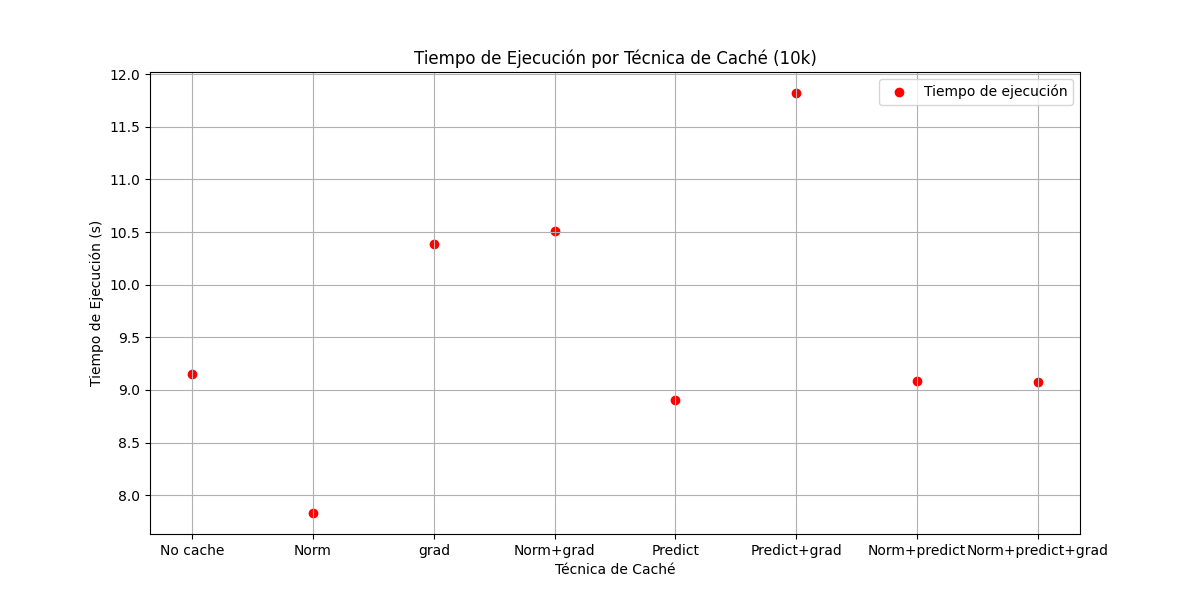 Tiempo de Ejecución por Técnica de Caché (10k)
Tiempo de ejecución
12.0
11.5
11.0
10.5
10.0
9.5
9.0
8.5
8.0
Tiempo de Ejecución (s)
No cache
Norm
grad
Norm+grad
Predict
Predict+grad
Norm+predict
Norm+predict+grad
Técnica de Caché